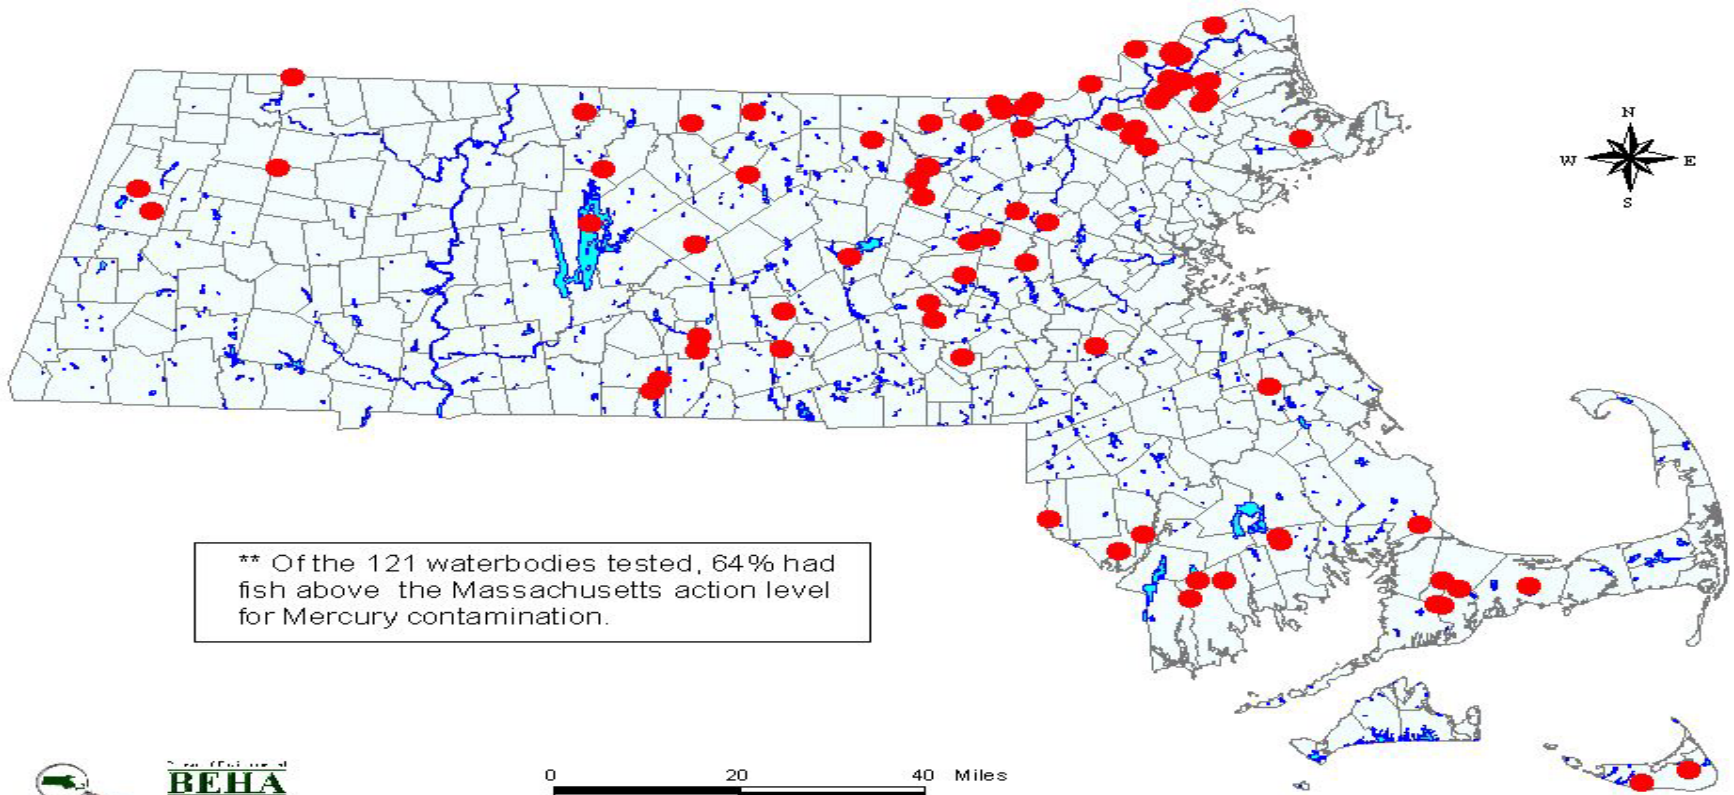 N
W E
S
** Of the 121 waterbodies tested, 64% had
fish above the Massachusetts action level
for Mercury contamination.
BEHA
0 20 40 Miles